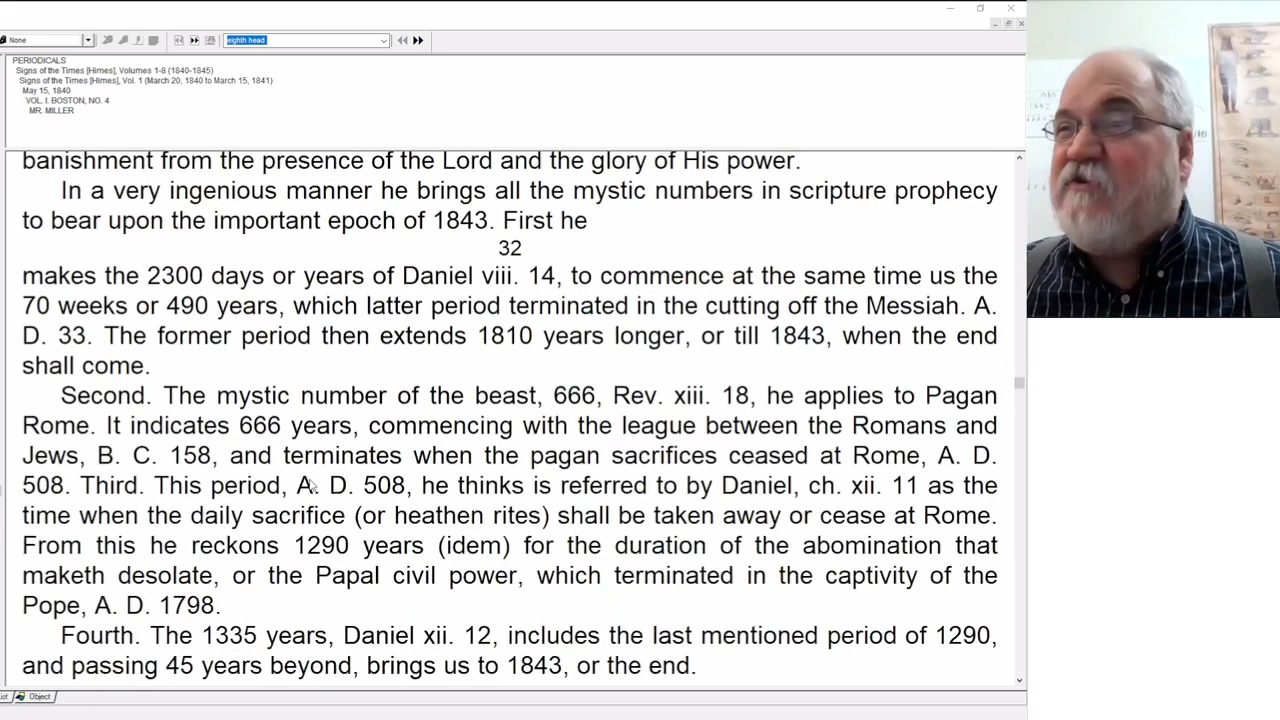 None
eighth head
PERIODICALS
Signs of the Times [Himes], Volumes 1-8 (1840-1845)
Signs of the Times [Himes], Vol. 1 (March 20, 1840 to March 15, 1841)
May 15, 1840
VOL. I. BOSTON, NO. 4
MR. MILLER
banishment from the presence of the Lord and the glory of His power.
In a very ingenious manner he brings all the mystic numbers in scripture prophecy
to bear upon the important epoch of 1843. First he
32
makes the 2300 days or years of Daniel viii. 14, to commence at the same time us the
70 weeks or 490 years, which latter period terminated in the cutting off the Messiah. A.
D. 33. The former period then extends 1810 years longer, or till 1843, when the end
shall come.
Second. The mystic number of the beast, 666, Rev. xiii. 18, he applies to Pagan
Rome. It indicates 666 years, commencing with the league between the Romans and
Jews, B. C. 158, and terminates when the pagan sacrifices ceased at Rome, A. D.
508. Third. This period, A. D. 508, he thinks is referred to by Daniel, ch. xii. 11 as the
time when the daily sacrifice (or heathen rites) shall be taken away or cease at Rome.
From this he reckons 1290 years (idem) for the duration of the abomination that
maketh desolate, or the Papal civil power, which terminated in the captivity of the
Pope, A. D. 1798.
Fourth. The 1335 years, Daniel xii. 12, includes the last mentioned period of 1290,
and passing 45 years beyond, brings us to 1843, or the end.
Object